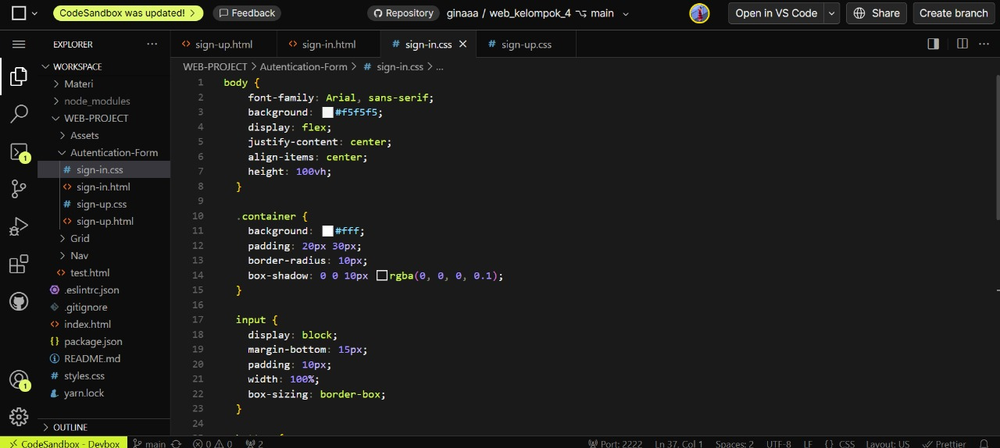 CodeSandbox was updated! >
Feedback
Repository
ginaaa / web_kelompok_4
main
Open in VS Code
Share
Create branch
EXPLORER
...
sign-up.html
sign-in.html
# sign-in.css
# sign-up.css
...
WORKSPACE
Materi
node_modules
WEB-PROJECT
Assets
Autentication-Form
# sign-in.css
<> sign-in.html
# sign-up.css
<> sign-up.html
Grid
Nav
<> test.html
.eslintrc.json
.gitignore
<> index.html
{} package.json
README.md
# styles.css
yarn.lock
OUTLINE
1
1
WEB-PROJECT > Autentication-Form > # sign-in.css > ...
1 body {
2 font-family: Arial, sans-serif;
3 background: #f5f5f5;
4 display: flex;
5 justify-content: center;
6 align-items: center;
7 height: 100vh;
8 }
9
10 .container {
11 background: #fff;
12 padding: 20px 30px;
13 border-radius: 10px;
14 box-shadow: 0 0 10px rgba(0, 0, 0, 0.1);
15 }
16
17 input {
18 display: block;
19 margin-bottom: 15px;
20 padding: 10px;
21 width: 100%;
22 box-sizing: border-box;
23 }
24
CodeSandbox - Devbox
main
0 0
2
Port: 2222
Ln 37, Col 1
Spaces: 2
UTF-8
LF
{} CSS
Layout: US
Prettier